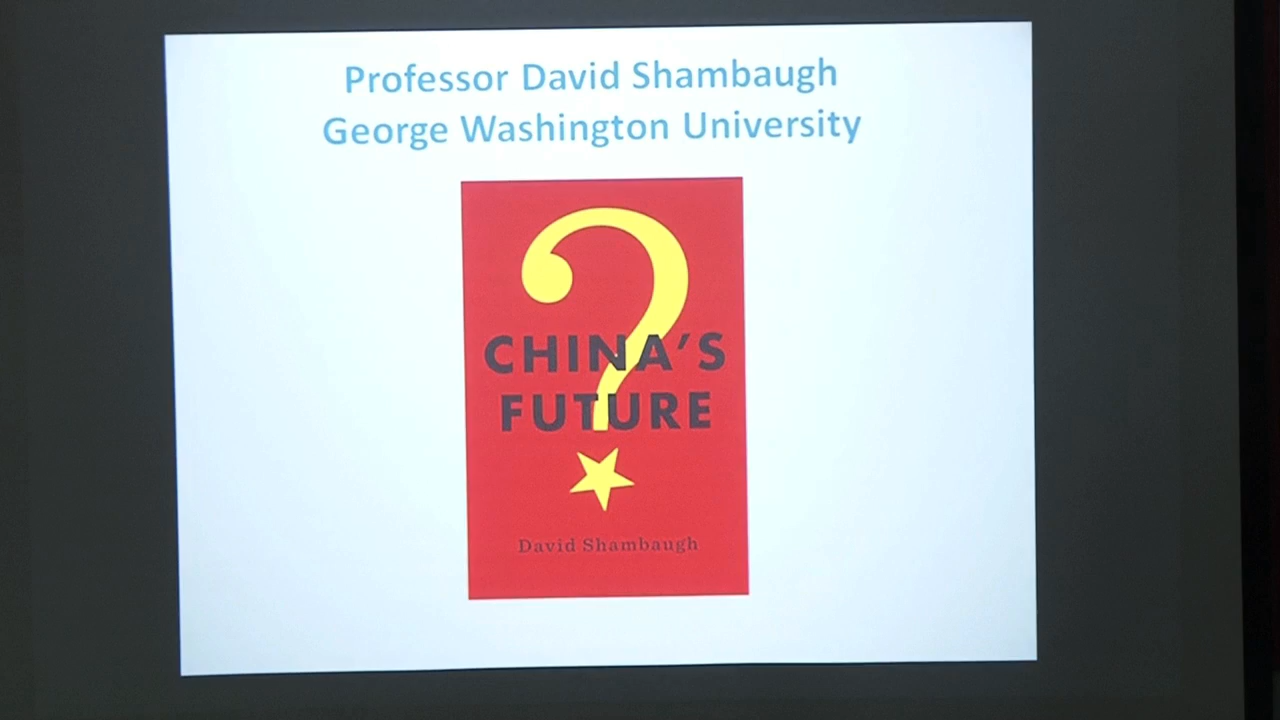 Professor David Shambaugh
George Washington University
CHINA'S
FUTURE
David Shambaugh